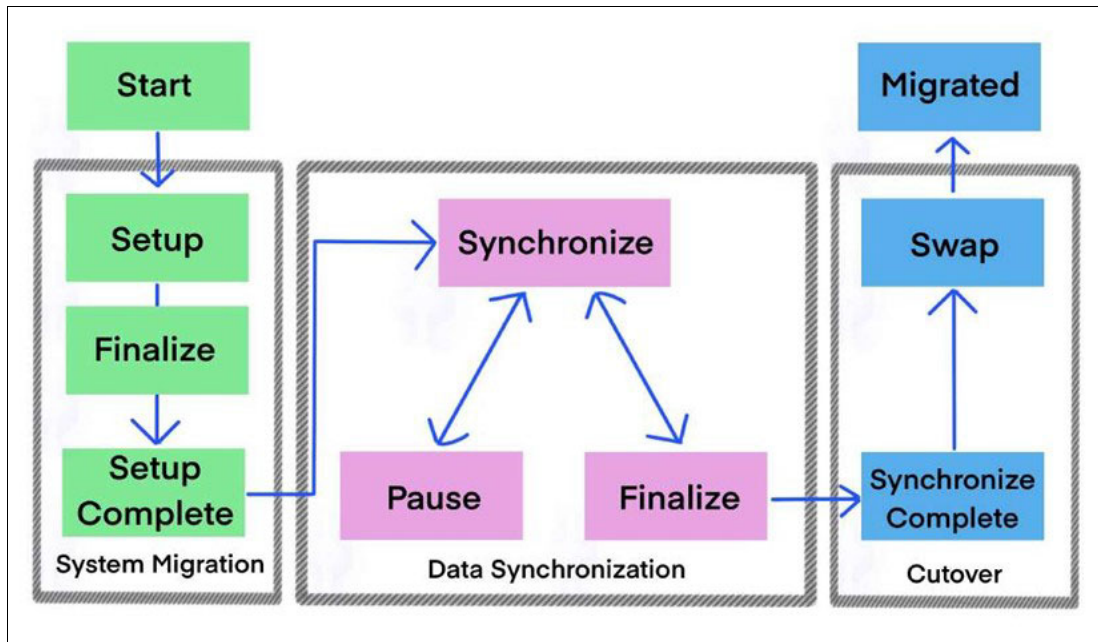 Start
Setup
Finalize
Setup
Complete
System Migration
Synchronize
Pause
Finalize
Data Synchronization
Migrated
Swap
Synchronize
Complete
Cutover